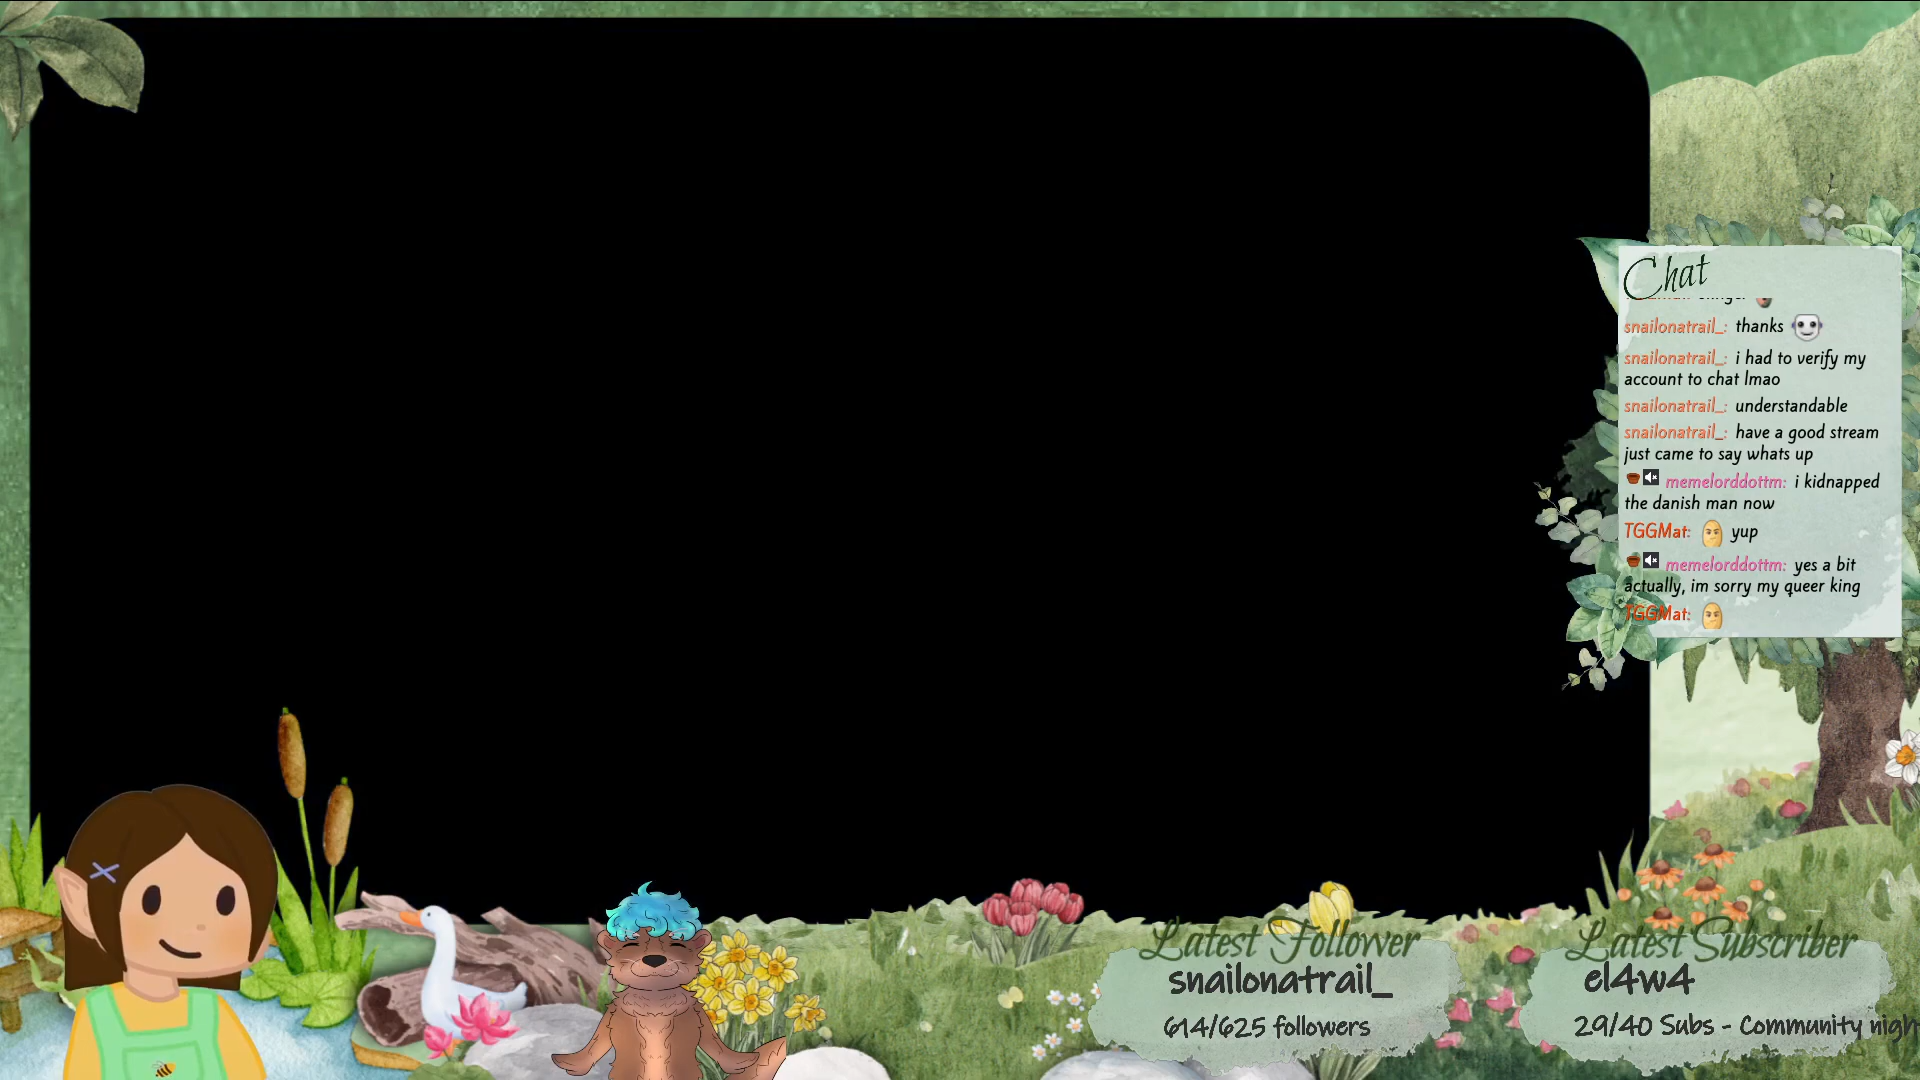 Chat
snailonatrail_: thanks
snailonatrail_: i had to verify my
account to chat lmao
snailonatrail_: understandable
snailonatrail_: have a good stream
just came to say whats up
memelorddottm: i kidnapped
the danish man now
TGGMat: yup
memelorddottm: yes a bit
actually, im sorry my queer king
TGGMat:
Latest Follower
snailonatrail_
614/625 followers
Latest Subscriber
el4w4
29/40 Subs - Community nigh